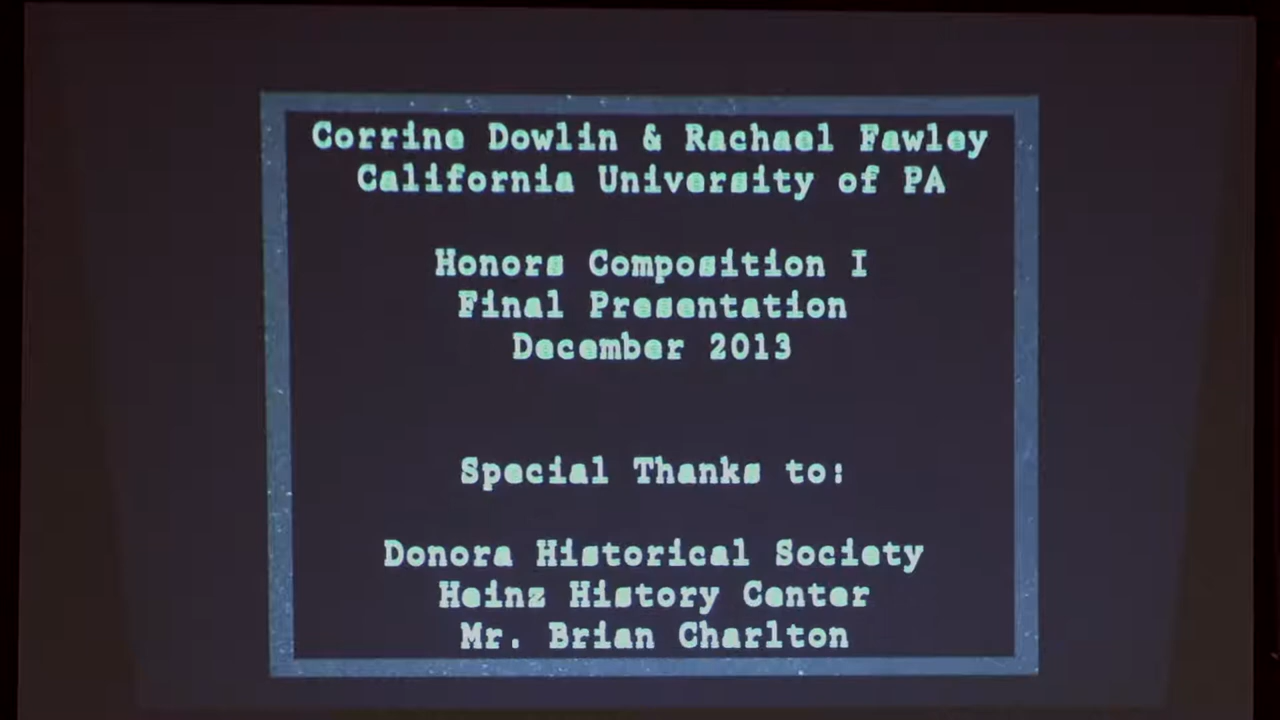 Corrine Dowlin & Rachael Fawley
California University of PA
Honors Composition I
Final Presentation
December 2013
Special Thanks to:
Donora Historical Society
Heinz History Center
Mr. Brian Charlton